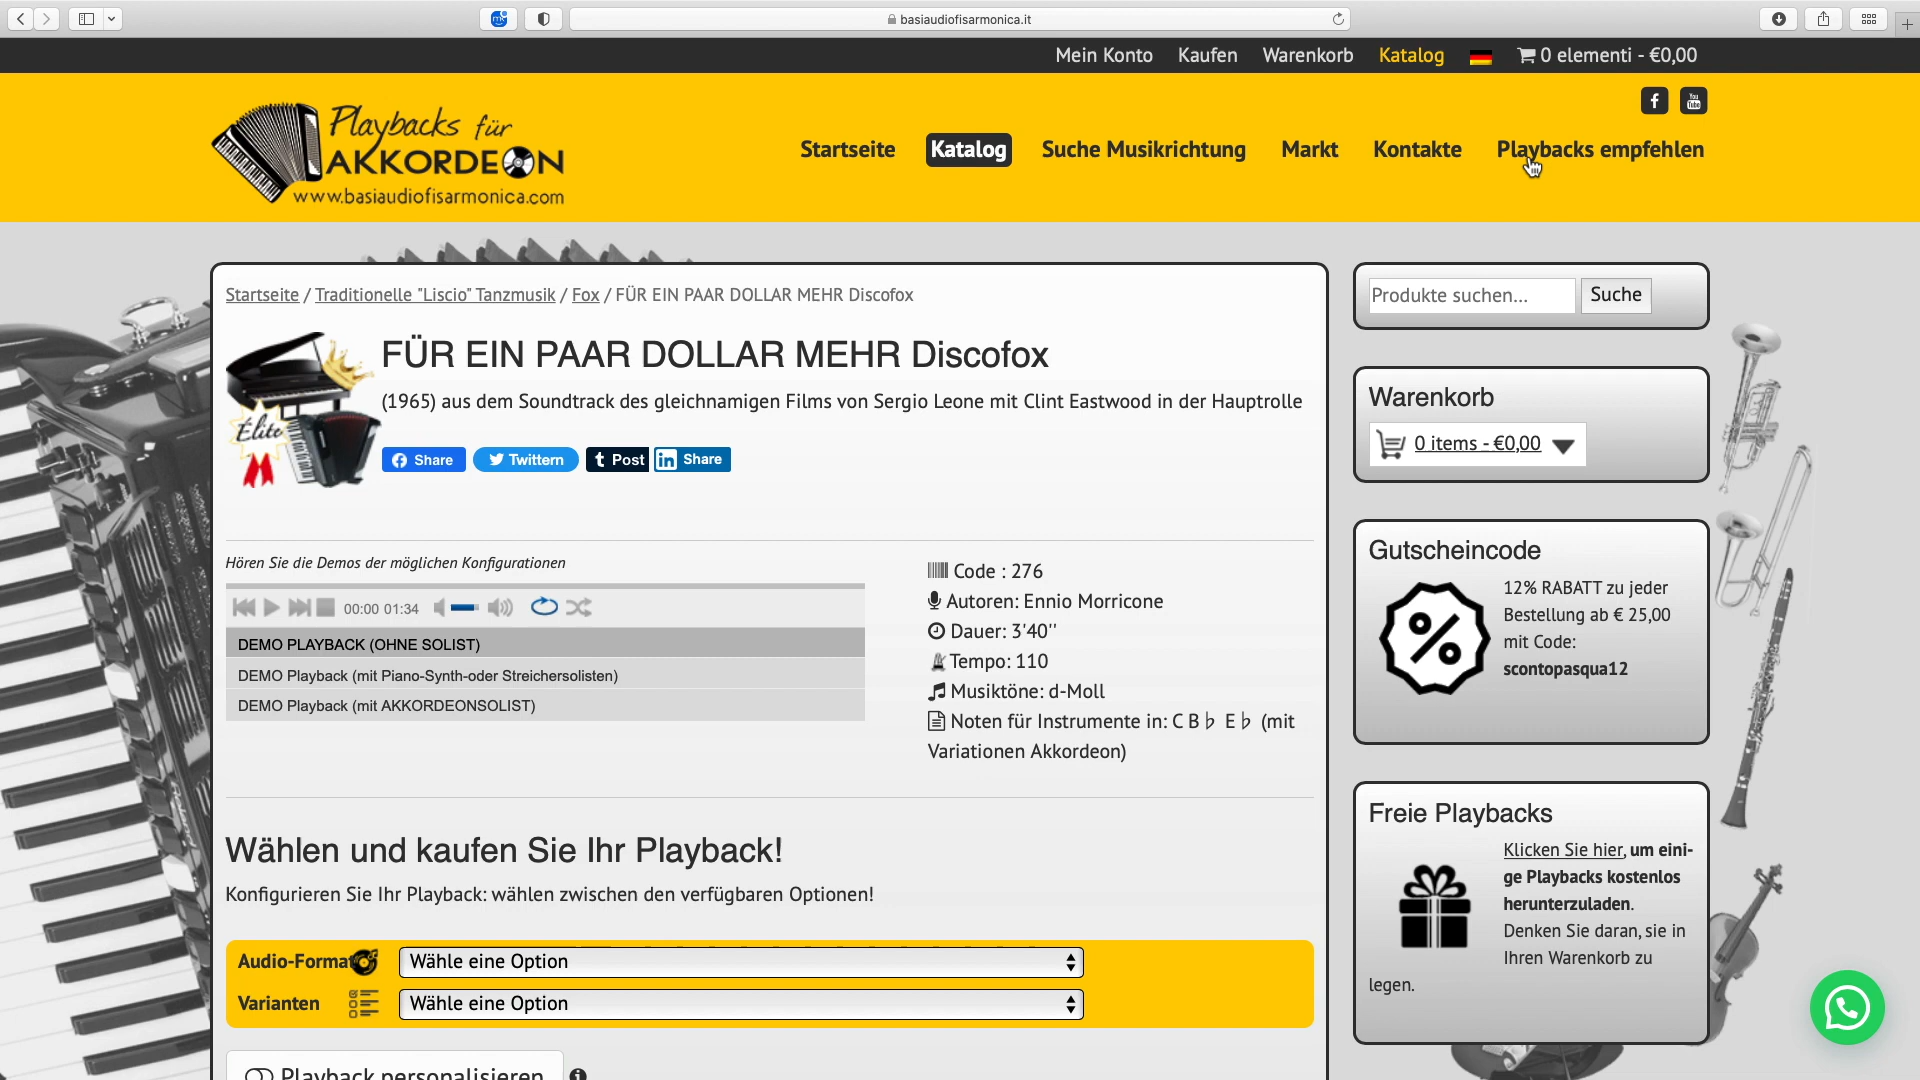 basiaudiofisarmonica.it
Mein Konto Kaufen Warenkorb Katalog 0 elementi - €0,00
Playbacks für
AKKORDEON
www.basiaudiofisarmonica.com
Startseite Katalog Suche Musikrichtung Markt Kontakte Playbacks empfehlen
Startseite / Traditionelle "Liscio" Tanzmusik / Fox / FÜR EIN PAAR DOLLAR MEHR Discofox
Élite
FÜR EIN PAAR DOLLAR MEHR Discofox
(1965) aus dem Soundtrack des gleichnamigen Films von Sergio Leone mit Clint Eastwood in der Hauptrolle
Share Twittern Post Share
Hören Sie die Demos der möglichen Konfigurationen
00:00 01:34
DEMO PLAYBACK (OHNE SOLIST)
DEMO Playback (mit Piano-Synth-oder Streichersolisten)
DEMO Playback (mit AKKORDEONSOLIST)
Code : 276
Autoren: Ennio Morricone
Dauer: 3'40''
Tempo: 110
Musiktöne: d-Moll
Noten für Instrumente in: C B♭ E♭ (mit
Variationen Akkordeon)
Wählen und kaufen Sie Ihr Playback!
Konfigurieren Sie Ihr Playback: wählen zwischen den verfügbaren Optionen!
Audio-Format Wähle eine Option
Varianten Wähle eine Option
Playback personalisieren
Produkte suchen... Suche
Warenkorb
0 items - €0,00
Gutscheincode
12% RABATT zu jeder
Bestellung ab € 25,00
mit Code:
scontopasqua12
Freie Playbacks
Klicken Sie hier, um eini-
ge Playbacks kostenlos
herunterzuladen.
Denken Sie daran, sie in
Ihren Warenkorb zu
legen.